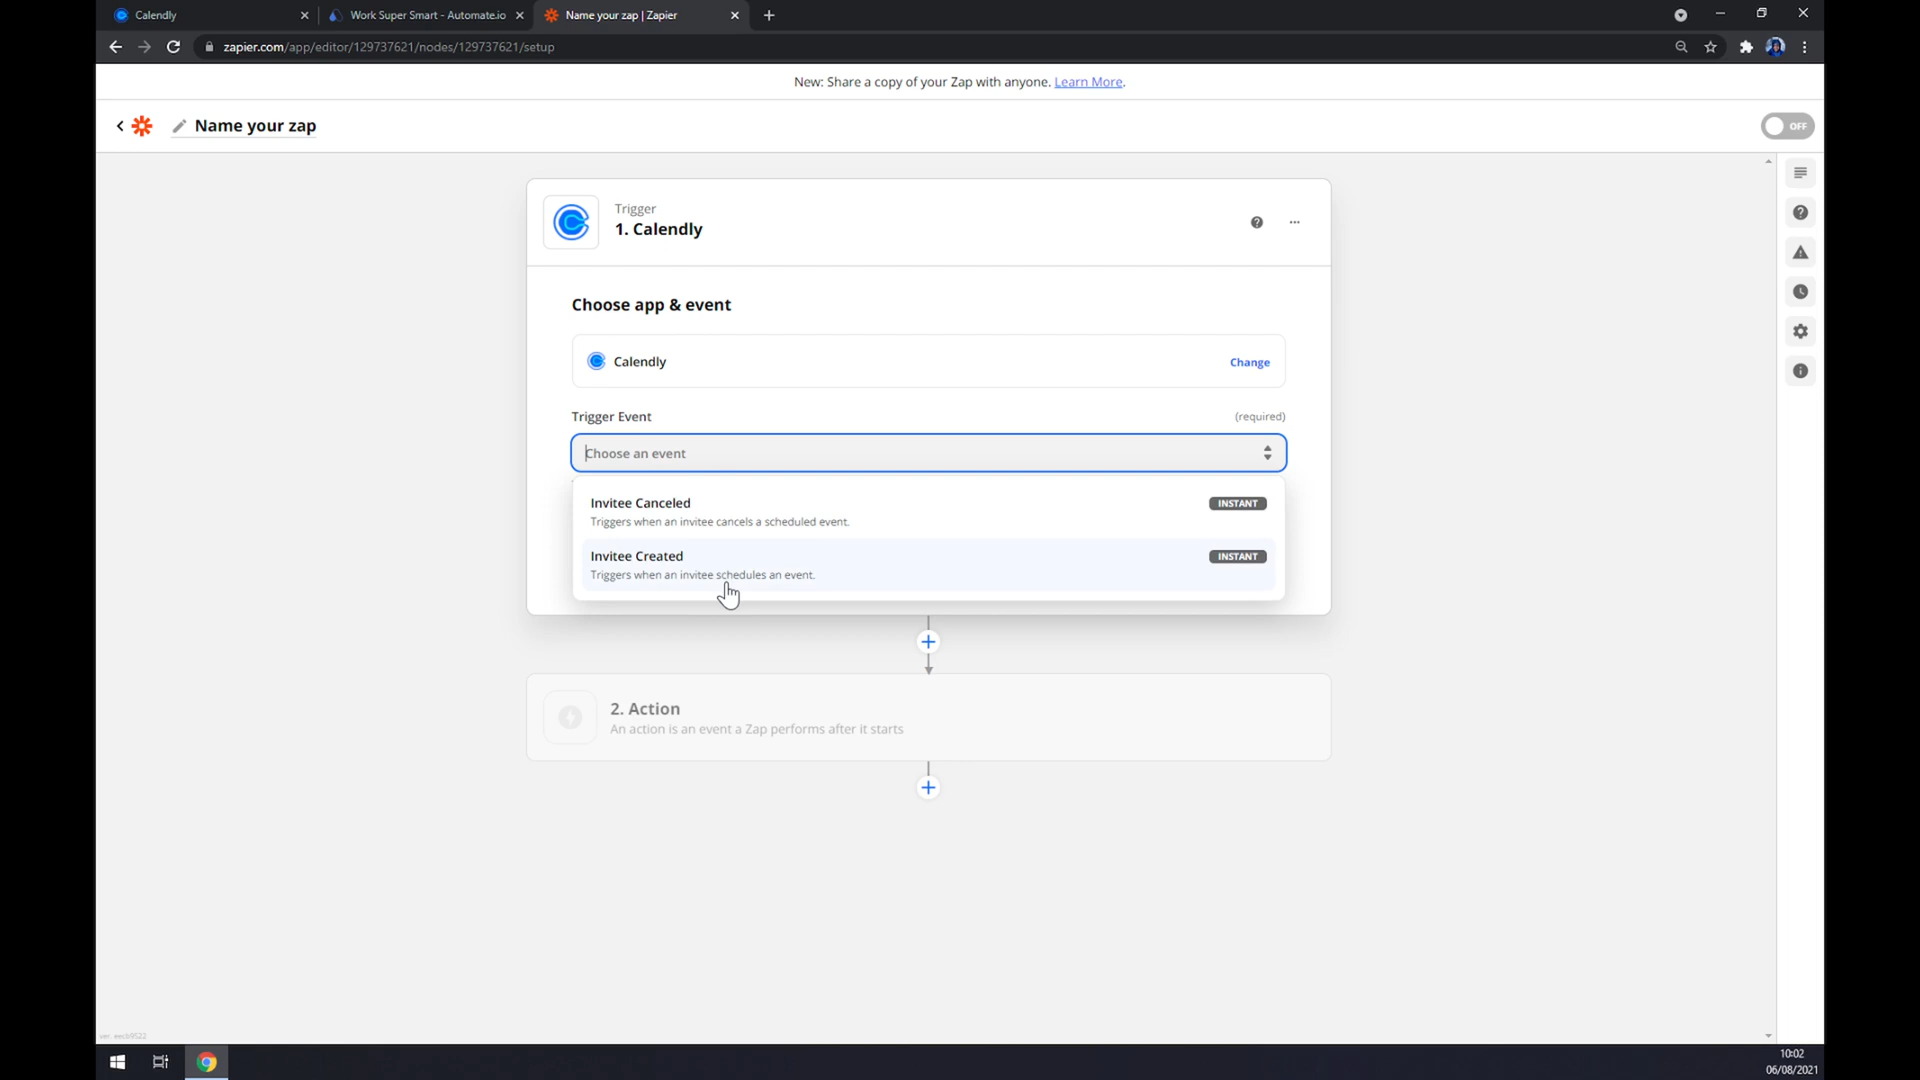 Calendly
Work Super Smart - Automate.io
Name your zap | Zapier
zapier.com/app/editor/129737621/nodes/129737621/setup
New: Share a copy of your Zap with anyone. Learn More.
Name your zap
OFF
Trigger
1. Calendly
Choose app & event
Calendly
Change
Trigger Event
(required)
Choose an event
Invitee Canceled
INSTANT
Triggers when an invitee cancels a scheduled event.
Invitee Created
INSTANT
Triggers when an invitee schedules an event.
2. Action
An action is an event a Zap performs after it starts
10:02
06/08/2021